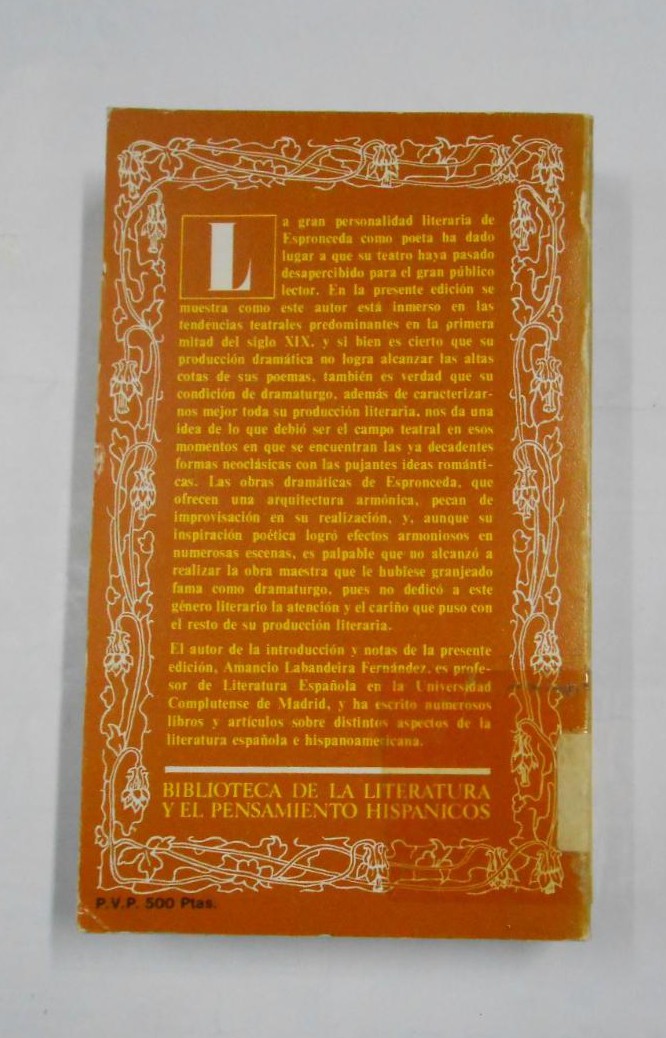 La gran personalidad literaria de
Espronceda como poeta ha dado
lugar a que su teatro haya pasado
desapercibido para el gran público
lector. En la presente edición se
muestra como este autor está inmerso en las
tendencias teatrales predominantes en la primera
mitad del siglo XIX, y si bien es cierto que su
producción dramática no logra alcanzar las altas
cotas de sus poemas, también es verdad que su
condición de dramaturgo, además de caracterizar-
nos mejor toda su producción literaria, nos da una
idea de lo que debió ser el campo teatral en esos
momentos en que se encuentran las ya decadentes
formas neoclásicas con las pujantes ideas románti-
cas. Las obras dramáticas de Espronceda, que
ofrecen una arquitectura armónica, pecan de
improvisación en su realización, y, aunque su
inspiración poética logró efectos armoniosos en
numerosas escenas, es palpable que no alcanzó a
realizar la obra maestra que le hubiese granjeado
fama como dramaturgo, pues no dedicó a este
género literario la atención y el cariño que puso con
el resto de su producción literaria.
El autor de la introducción y notas de la presente
edición, Amancio Labandeira Fernández, es profe-
sor de Literatura Española en la Universidad
Complutense de Madrid, y ha escrito numerosos
libros y artículos sobre distintos aspectos de la
literatura española e hispanoamericana.
BIBLIOTECA DE LA LITERATURA
Y EL PENSAMIENTO HISPANICOS
P.V.P. 500 Ptas.